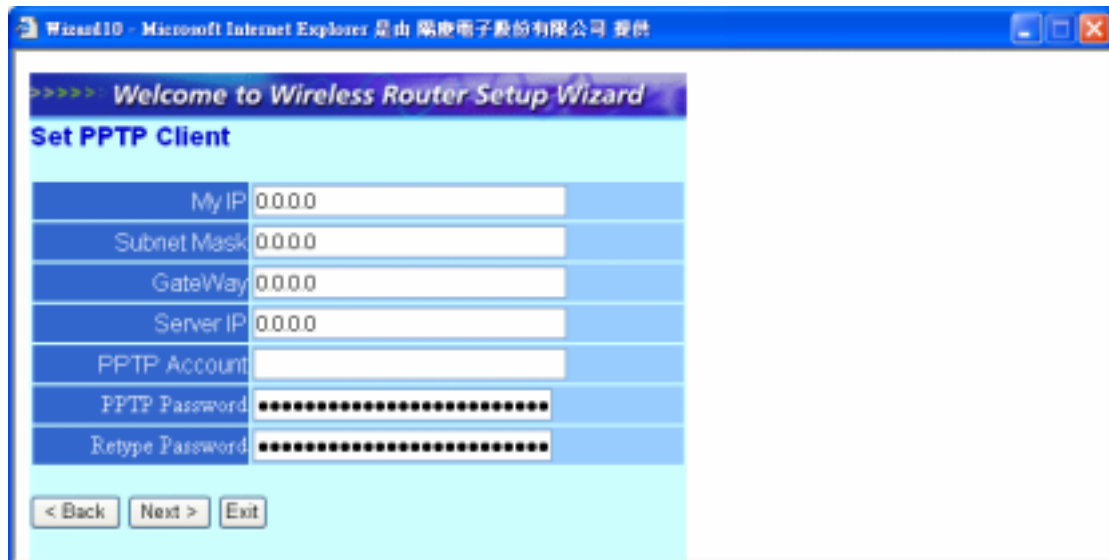 Wizard10 - Microsoft Internet Explorer 是由 陽慶電子股份有限公司 提供
>>>>>: Welcome to Wireless Router Setup Wizard
Set PPTP Client
My IP 0.0.0.0
Subnet Mask 0.0.0.0
GateWay 0.0.0.0
Server IP 0.0.0.0
PPTP Account
PPTP Password
Retype Password
< Back Next > Exit